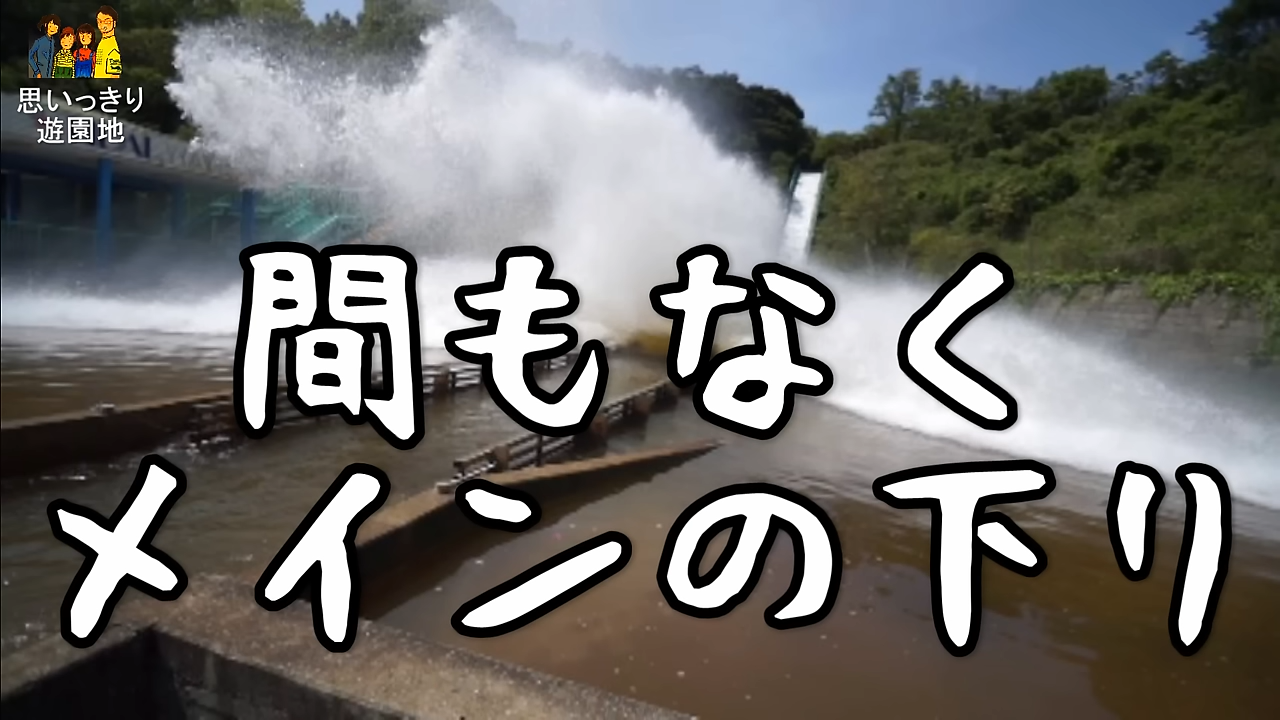 思いっきり
遊園地
間もなく
メインの下り